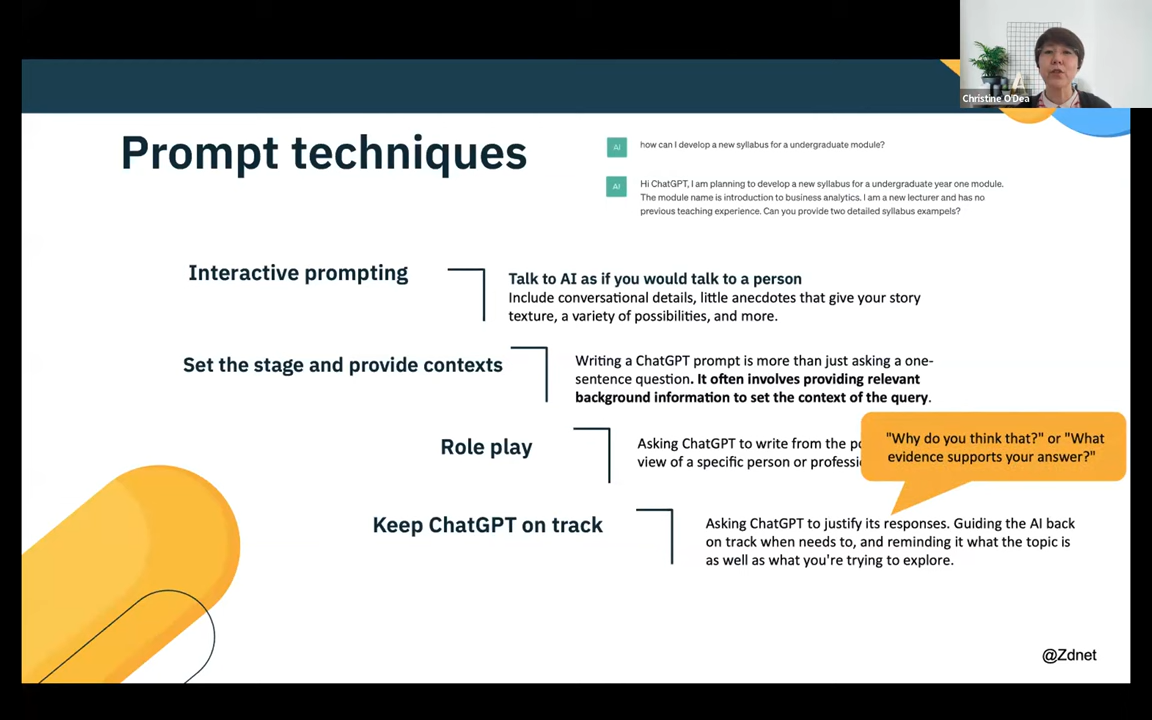 Christine O'Dea
Prompt techniques
AI
how can I develop a new syllabus for a undergraduate module?
AI
Hi ChatGPT, I am planning to develop a new syllabus for a undergraduate year one module.
The module name is introduction to business analytics. I am a new lecturer and has no
previous teaching experience. Can you provide two detailed syllabus exampels?
Interactive prompting
Talk to AI as if you would talk to a person
Include conversational details, little anecdotes that give your story
texture, a variety of possibilities, and more.
Set the stage and provide contexts
Writing a ChatGPT prompt is more than just asking a one-
sentence question. It often involves providing relevant
background information to set the context of the query.
Role play
Asking ChatGPT to write from the
view of a specific person or
"Why do you think that?" or "What
evidence supports your answer?"
Keep ChatGPT on track
Asking ChatGPT to justify its responses. Guiding the AI back
on track when needs to, and reminding it what the topic is
as well as what you're trying to explore.
@Zdnet